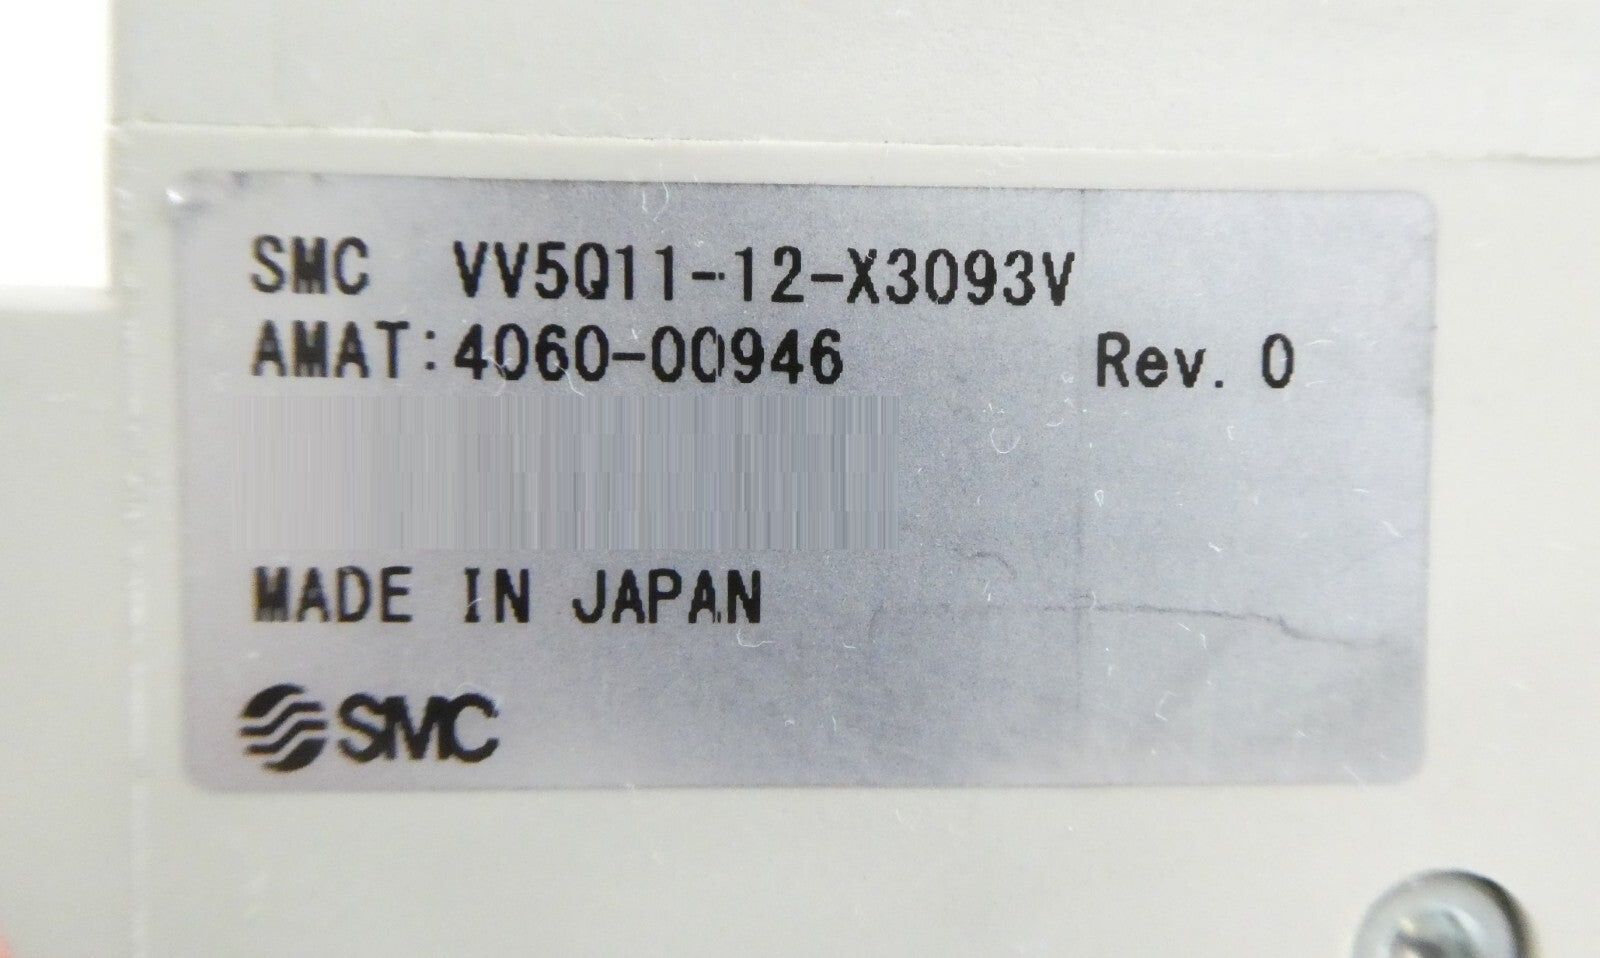 SMC VV5Q11-12-X3093V
AMAT:4060-00946 Rev. 0
MADE IN JAPAN
SMC